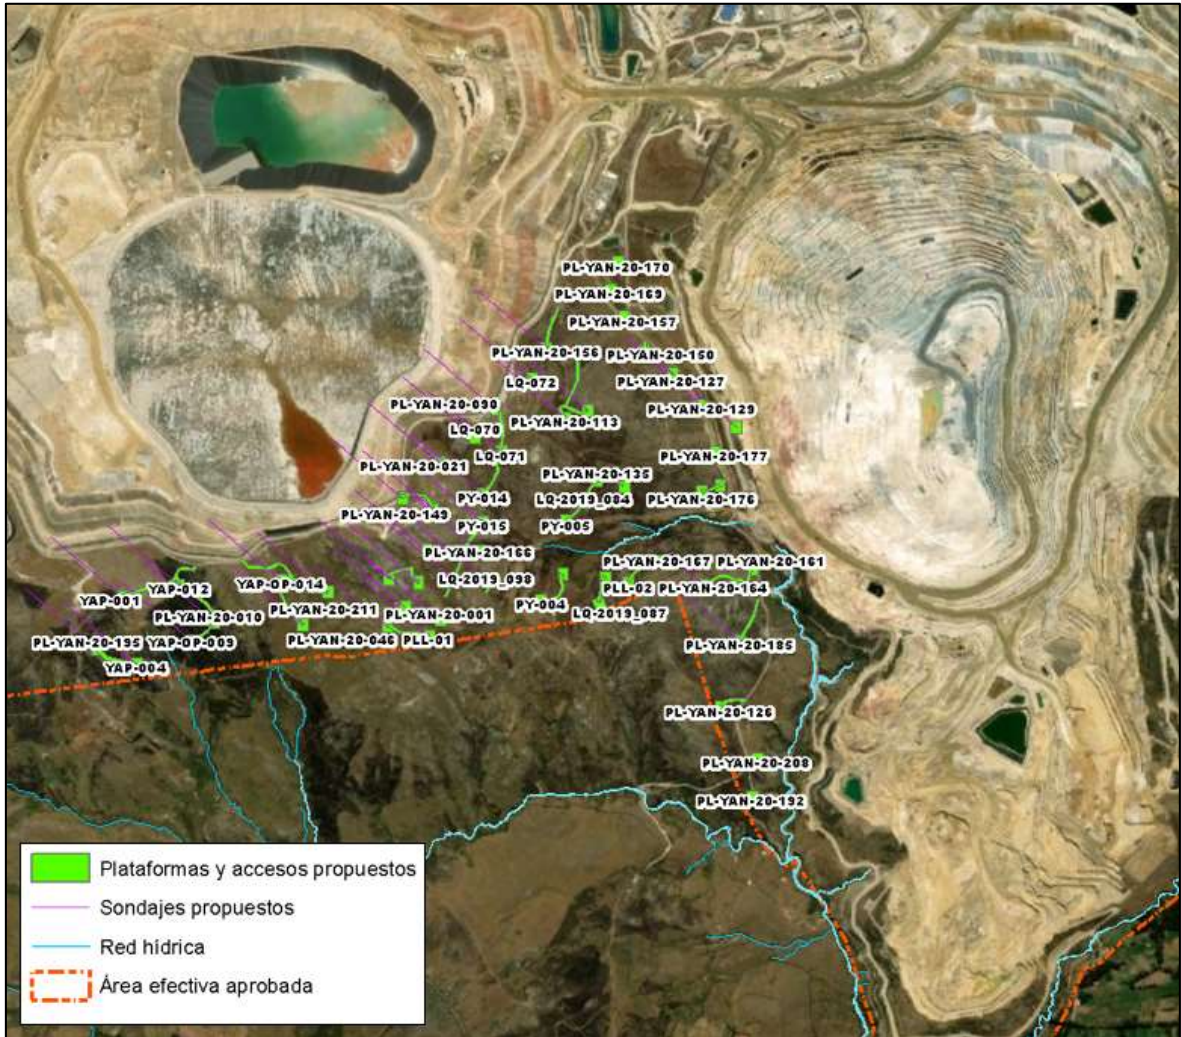 PL-YAN-20-170
PL-YAN-20-169
PL-YAN-20-157
PL-YAN-20-156
PL-YAN-20-150
LQ-072
PL-YAN-20-127
PL-YAN-20-090
PL-YAN-20-129
PL-YAN-20-113
LQ-070
LQ-071
PL-YAN-20-177
PL-YAN-20-021
PL-YAN-20-135
PY-014
LQ-2019_004
PL-YAN-20-176
PL-YAN-20-149
PY-015
PY-005
PL-YAN-20-166
PL-YAN-20-167
PL-YAN-20-161
LQ-2019_098
YAP-012
YAP-OP-014
PLL-02
PL-YAN-20-164
YAP-001
PY-004
PL-YAN-20-211
PL-YAN-20-001
LQ-2019_087
PL-YAN-20-010
PL-YAN-20-195
YAP-OP-009
PL-YAN-20-046
PLL-01
PL-YAN-20-185
YAP-004
PL-YAN-20-126
PL-YAN-20-208
PL-YAN-20-192
Plataformas y accesos propuestos
Sondajes propuestos
Red hídrica
Área efectiva aprobada